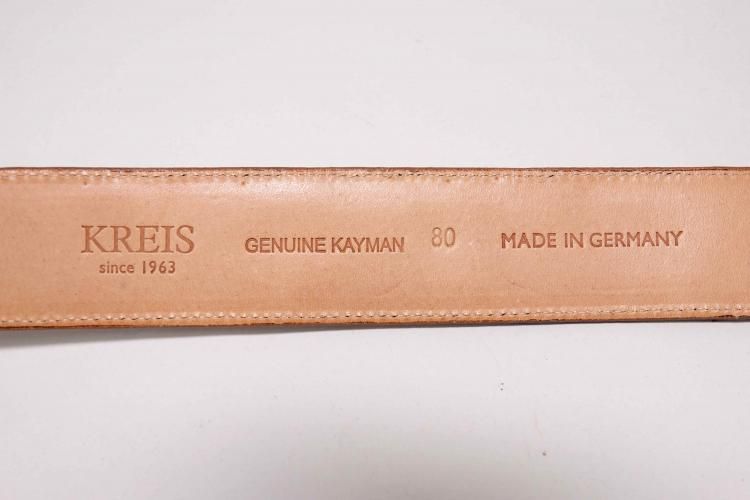 KREIS
since 1963
GENUINE KAYMAN 80 MADE IN GERMANY